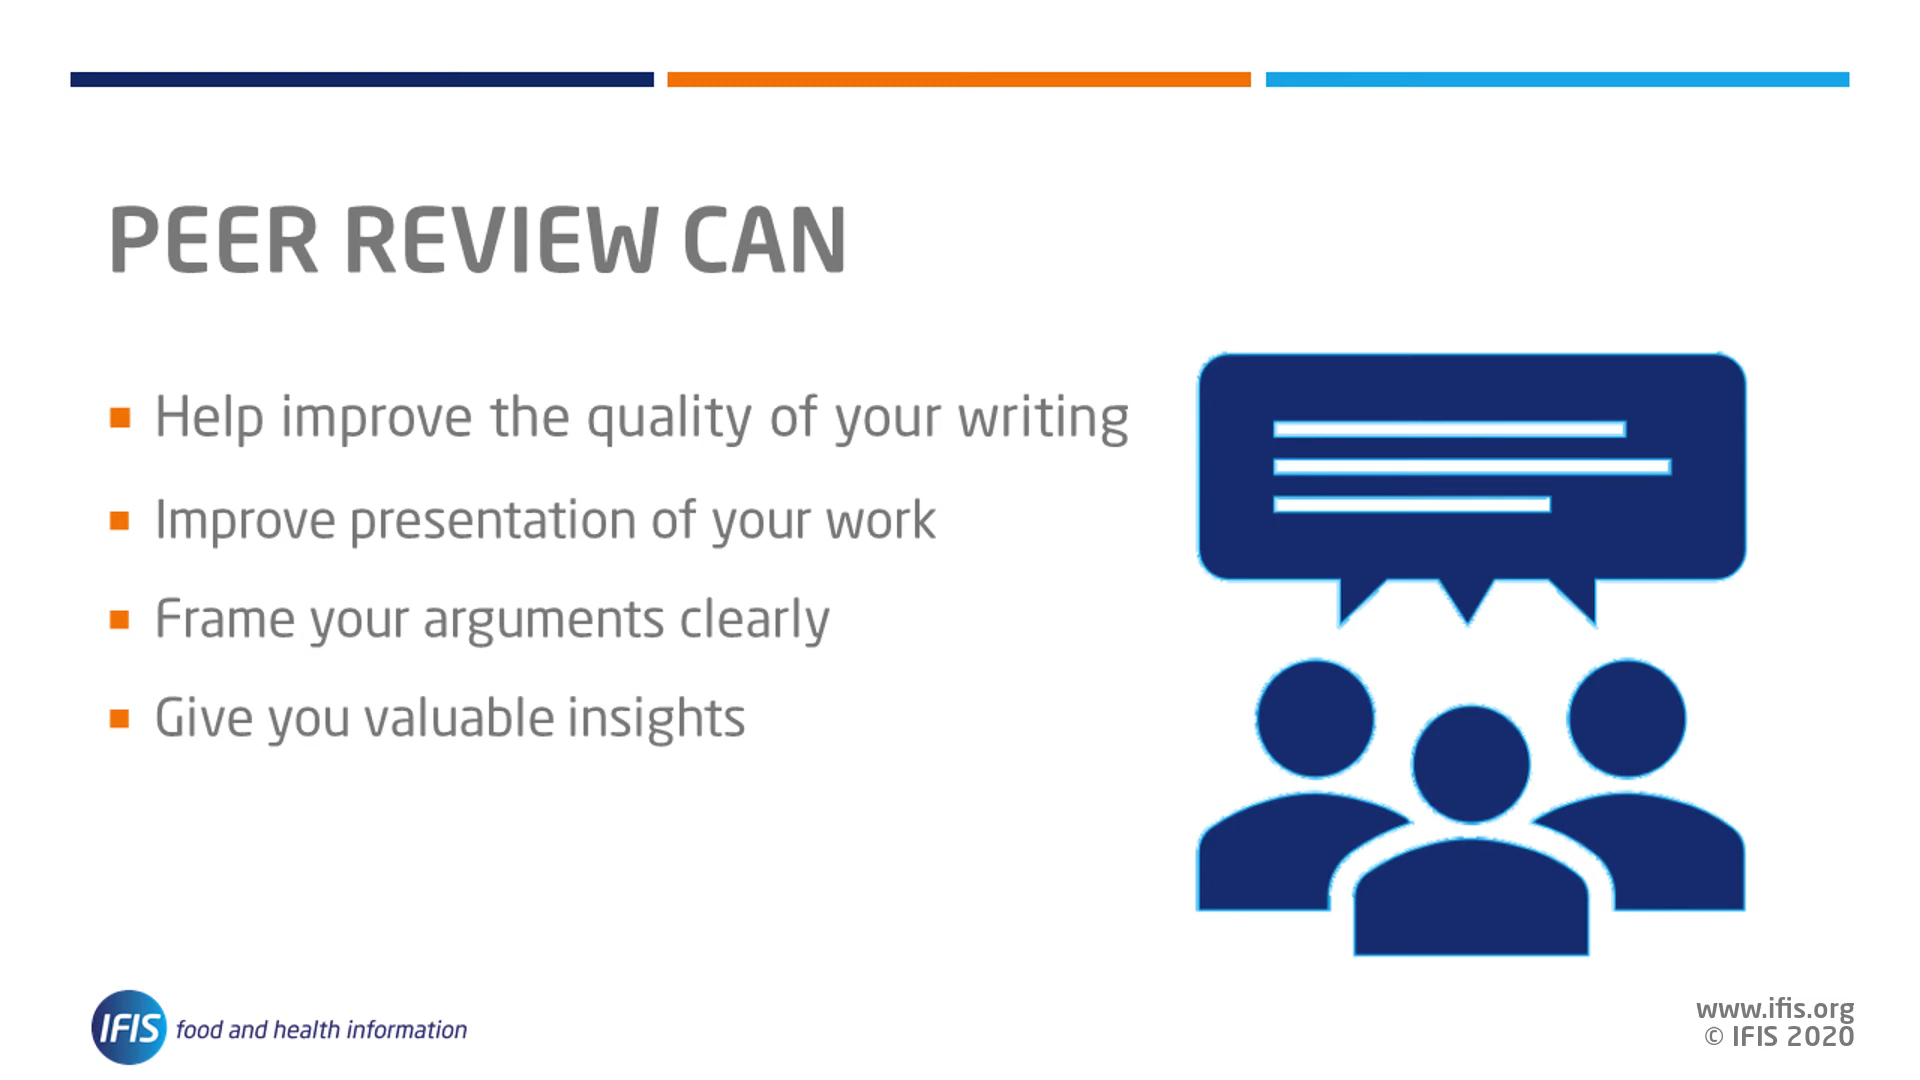 PEER REVIEW CAN
Help improve the quality of your writing
Improve presentation of your work
Frame your arguments clearly
Give you valuable insights
IFIS food and health information
www.ifis.org
© IFIS 2020